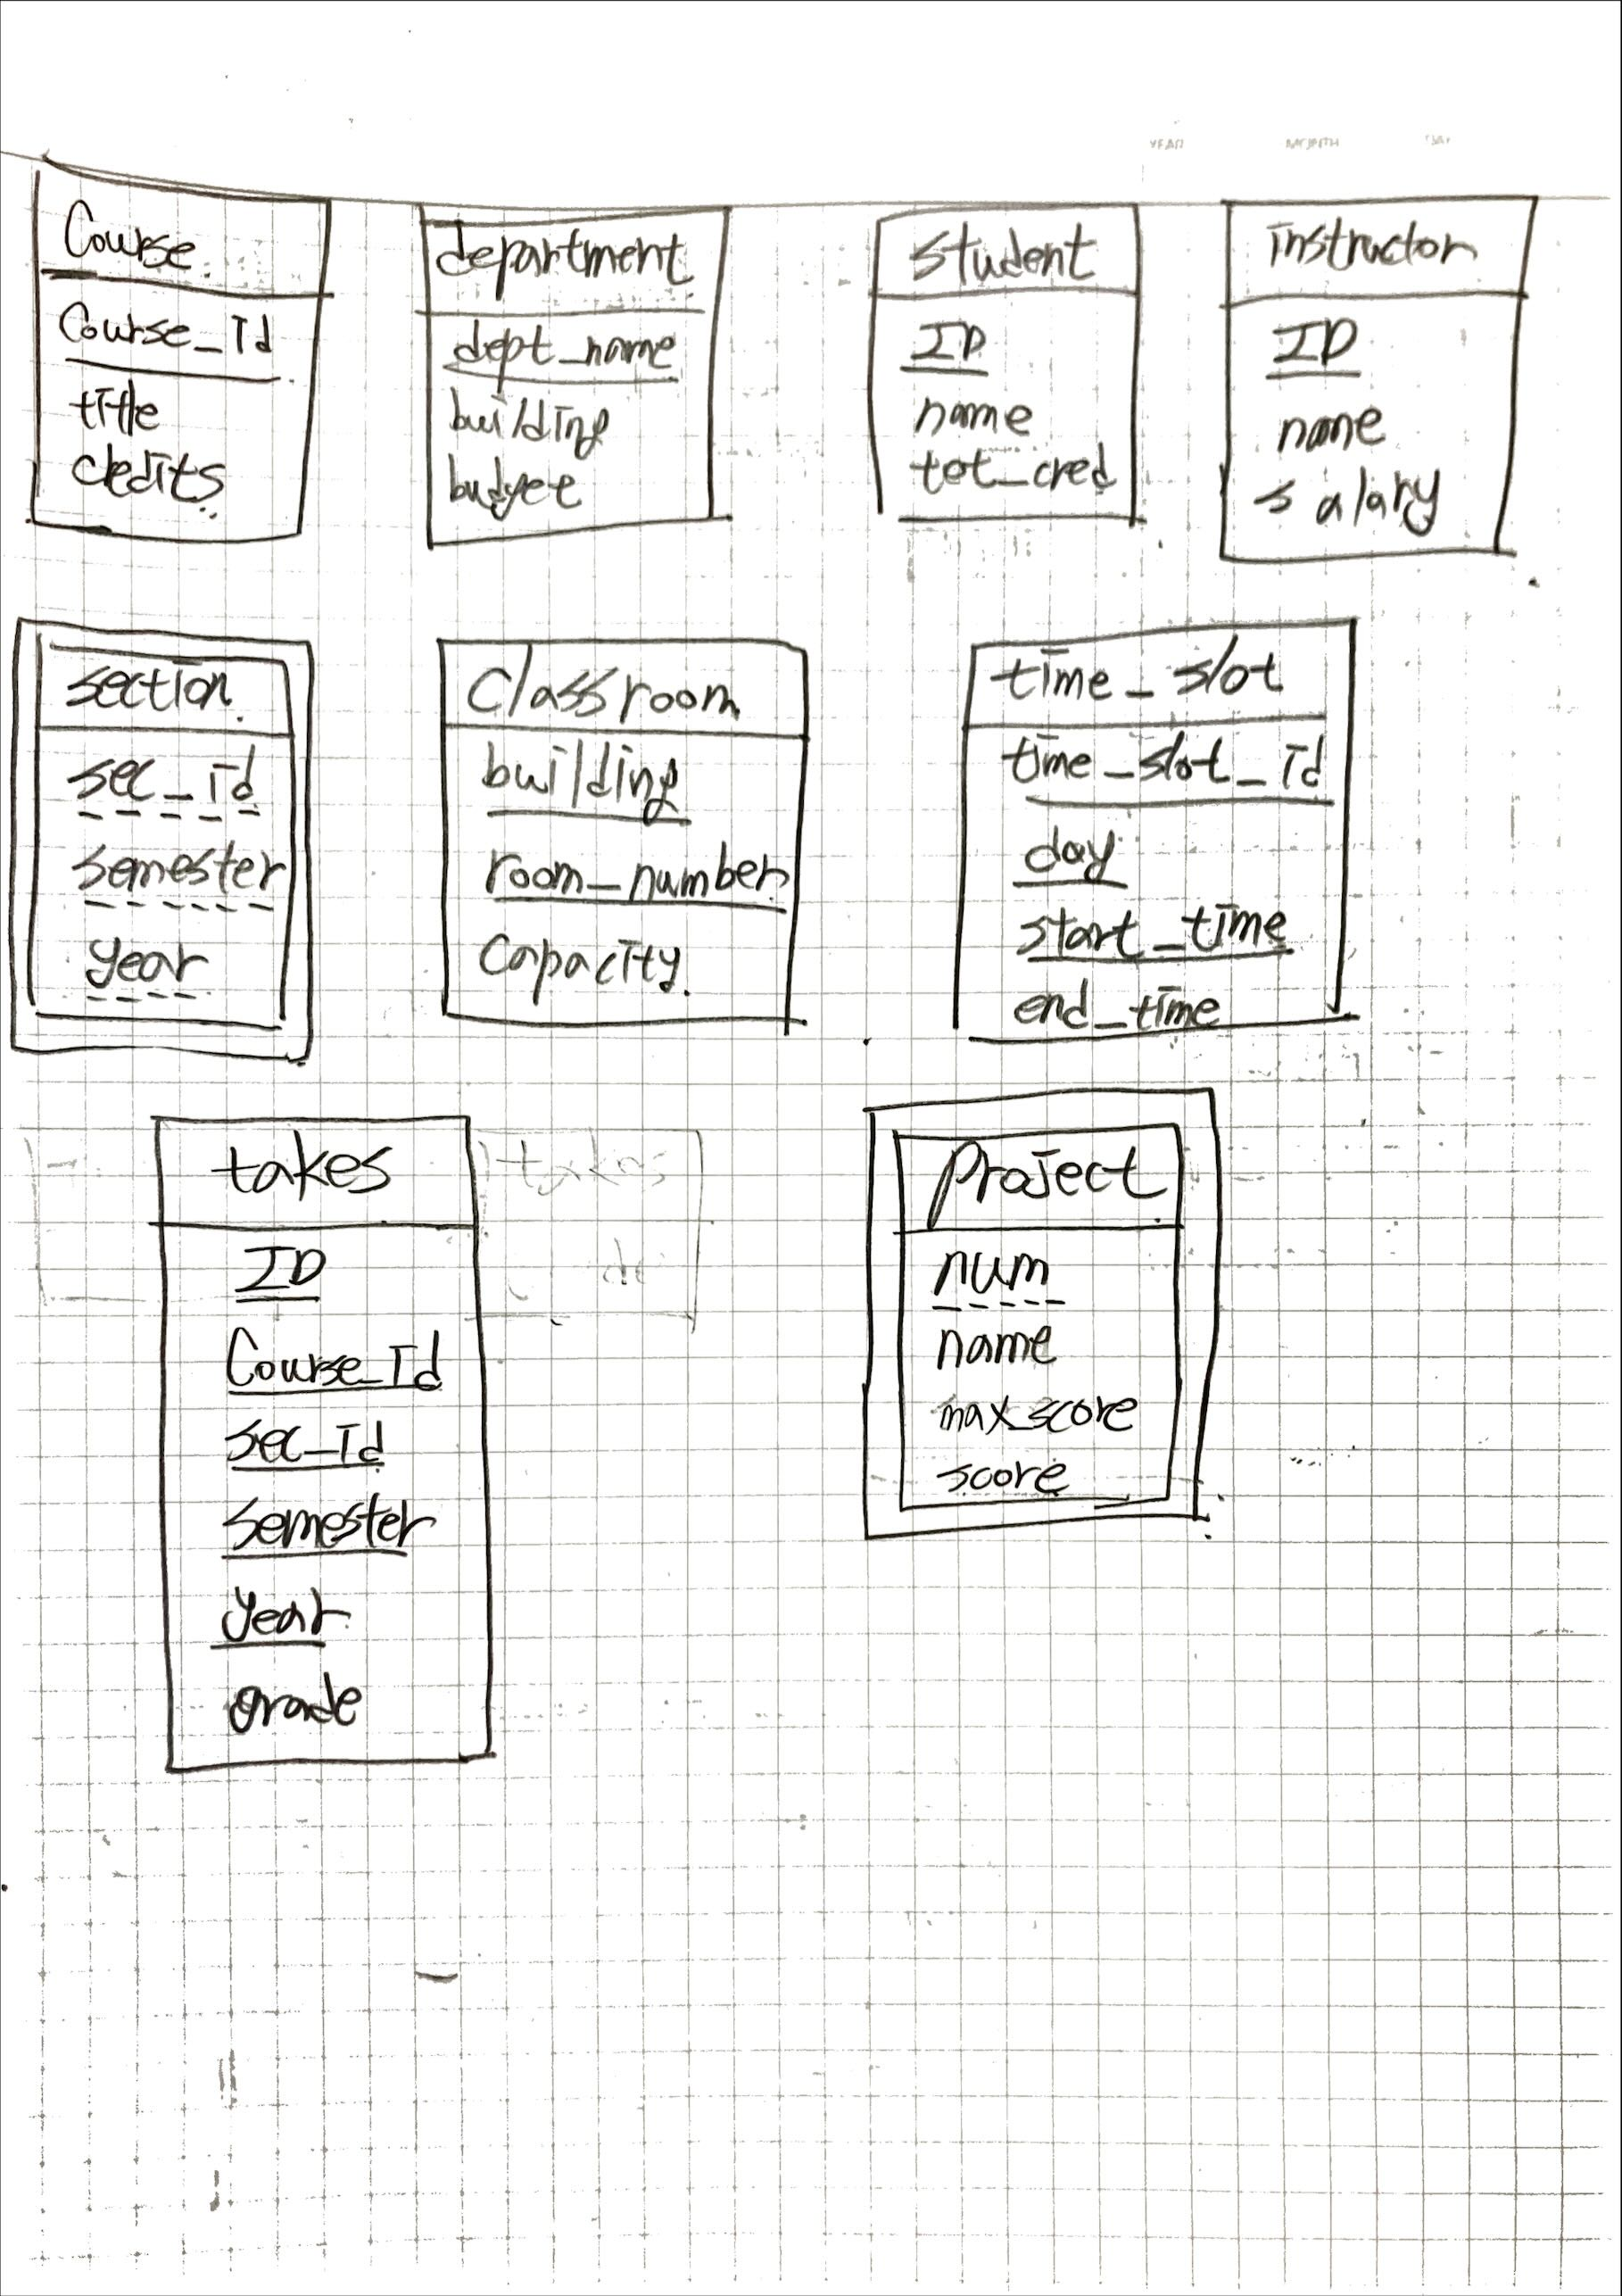 YEAR MONTH DAY
Course
Course_id
title
credits
department
dept_name
building
budget
student
ID
name
tot_cred
instructor
ID
name
salary
section
sec_id
semester
year
Classroom
building
room_number
capacity
time_slot
time_slot_id
day
start_time
end_time
takes
ID
Course_id
sec_id
semester
year
grade
takes
project
num
name
max_score
score